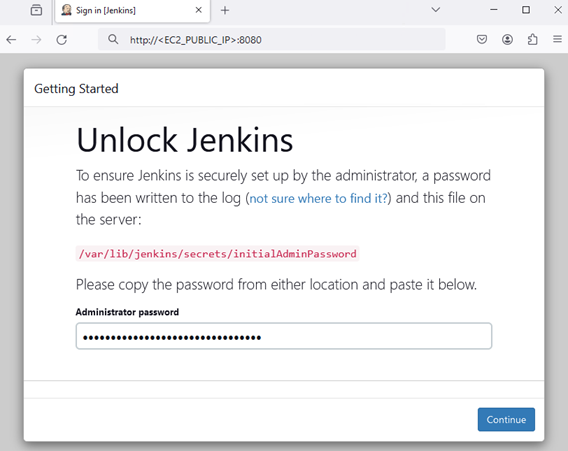 Sign in [Jenkins]
http://<EC2_PUBLIC_IP>:8080
Getting Started
Unlock Jenkins
To ensure Jenkins is securely set up by the administrator, a password
has been written to the log (not sure where to find it?) and this file on
the server:
/var/lib/jenkins/secrets/initialAdminPassword
Please copy the password from either location and paste it below.
Administrator password
••••••••••••••••••••••••••••••••
Continue